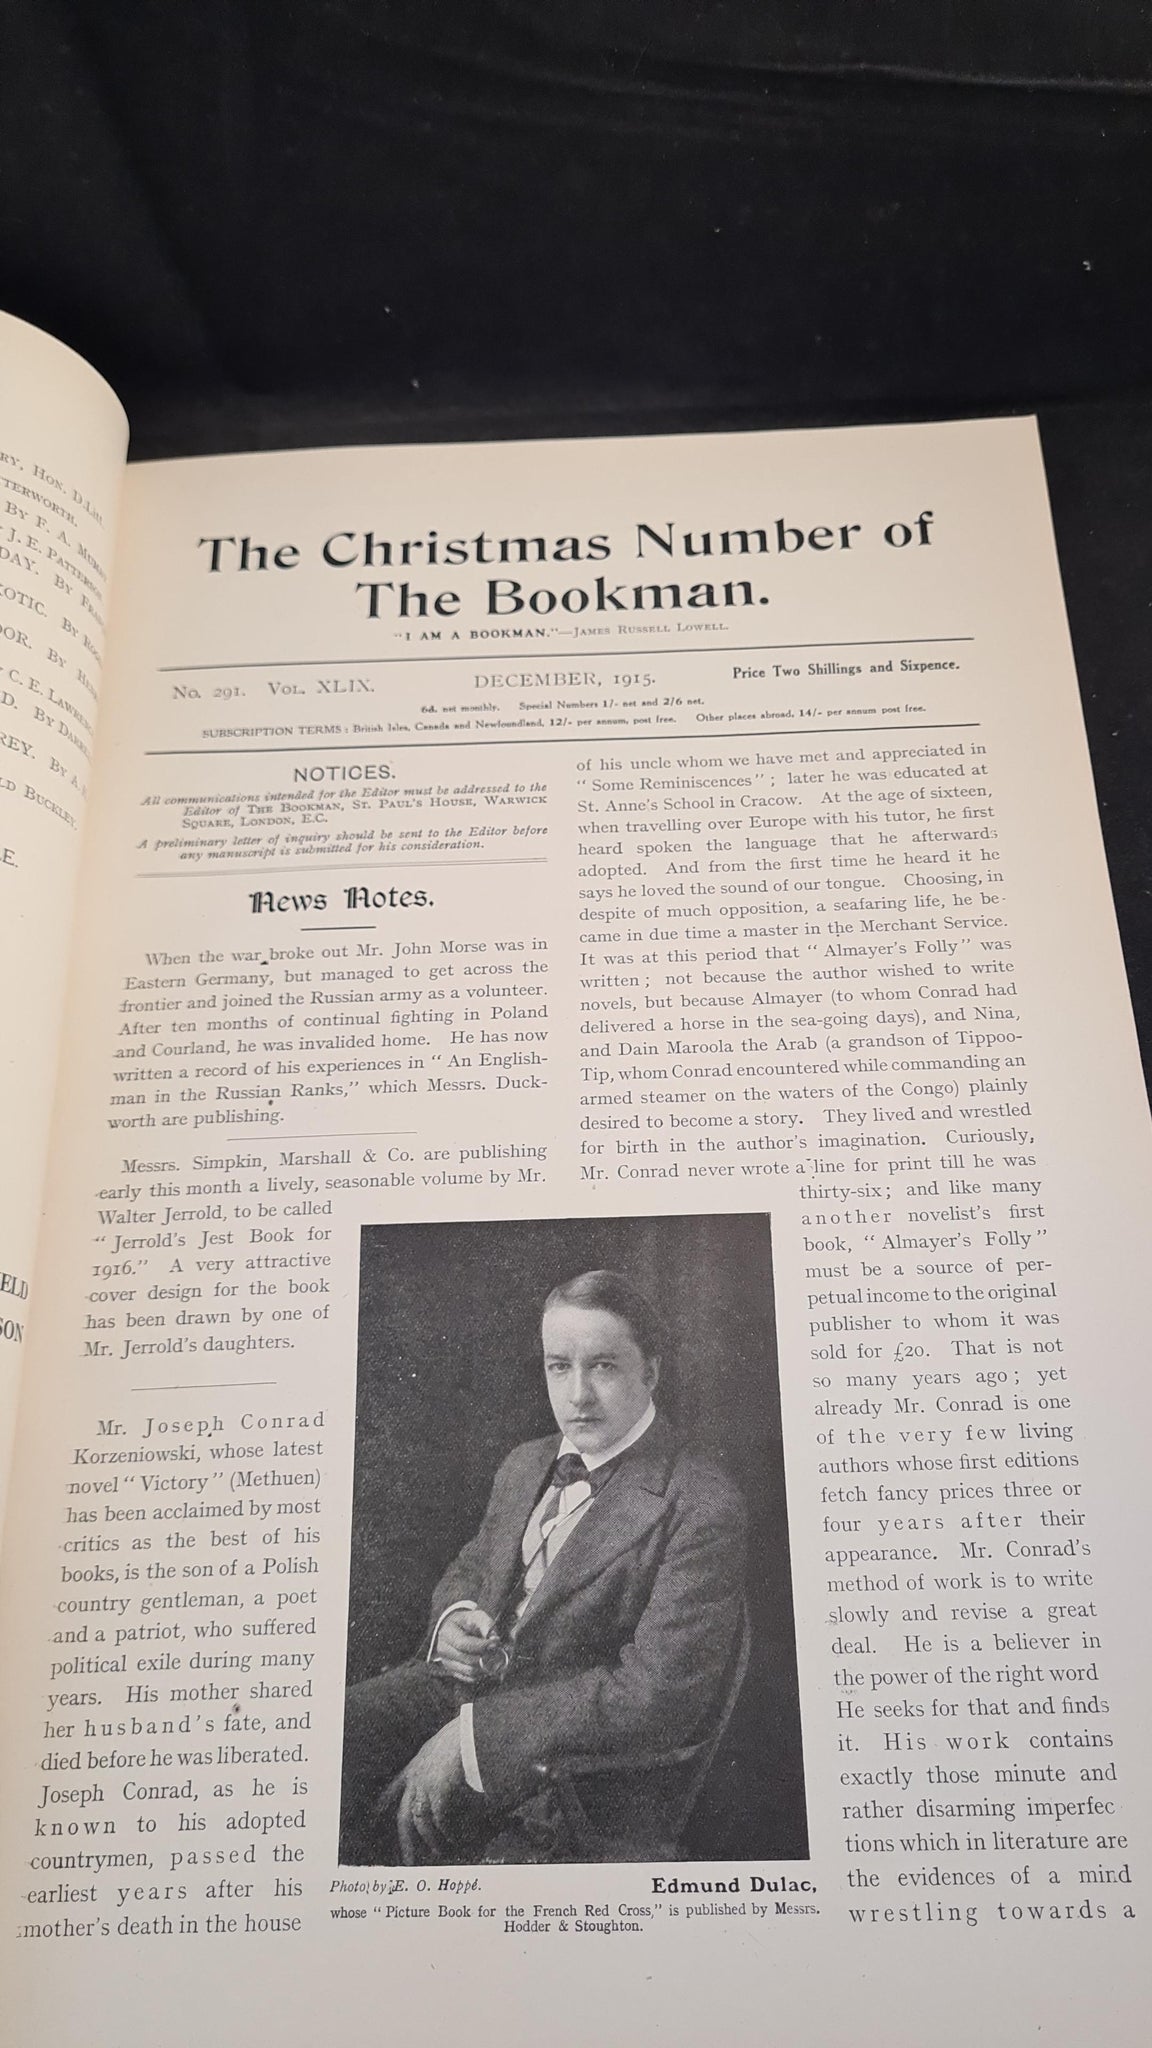 RY, HON. D.Litt.
TTERWORTH.
BY F. A.
J. E. PATTERSON.
DAY. BY
OTIC. BY
OOR. BY
C. E. LAWRENCE
D. BY
REY. BY A.
LD BUCKLEY.
E.
ELD
SON
The Christmas Number of
The Bookman.
"I AM A BOOKMAN."—JAMES RUSSELL LOWELL.
No. 291. VOL. XLIX.
DECEMBER, 1915.
Price Two Shillings and Sixpence.
6d. net monthly. Special Numbers 1/- net and 2/6 net.
SUBSCRIPTION TERMS: British Isles, Canada and Newfoundland, 12/- per annum, post free. Other places abroad, 14/- per annum post free.
NOTICES.
All communications intended for the Editor must be addressed to the
Editor of THE BOOKMAN, ST. PAUL'S HOUSE, WARWICK
SQUARE, LONDON, E.C.
A preliminary letter of inquiry should be sent to the Editor before
any manuscript is submitted for his consideration.
News Notes.
When the war broke out Mr. John Morse was in
Eastern Germany, but managed to get across the
frontier and joined the Russian army as a volunteer.
After ten months of continual fighting in Poland
and Courland, he was invalided home. He has now
written a record of his experiences in "An English-
man in the Russian Ranks," which Messrs. Duck-
worth are publishing.
Messrs. Simpkin, Marshall & Co. are publishing
early this month a lively, seasonable volume by Mr.
Walter Jerrold, to be called
"Jerrold's Jest Book for
1916." A very attractive
cover design for the book
has been drawn by one of
Mr. Jerrold's daughters.
Mr. Joseph Conrad
Korzeniowski, whose latest
novel "Victory" (Methuen)
has been acclaimed by most
critics as the best of his
books, is the son of a Polish
country gentleman, a poet
and a patriot, who suffered
political exile during many
years. His mother shared
her husband's fate, and
died before he was liberated.
Joseph Conrad, as he is
known to his adopted
countrymen, passed the
earliest years after his
mother's death in the house
of his uncle whom we have met and appreciated in
"Some Reminiscences"; later he was educated at
St. Anne's School in Cracow. At the age of sixteen,
when travelling over Europe with his tutor, he first
heard spoken the language that he afterwards
adopted. And from the first time he heard it he
says he loved the sound of our tongue. Choosing, in
despite of much opposition, a seafaring life, he be-
came in due time a master in the Merchant Service.
It was at this period that "Almayer's Folly" was
written; not because the author wished to write
novels, but because Almayer (to whom Conrad had
delivered a horse in the sea-going days), and Nina,
and Dain Maroola the Arab (a grandson of Tippoo-
Tip, whom Conrad encountered while commanding an
armed steamer on the waters of the Congo) plainly
desired to become a story. They lived and wrestled
for birth in the author's imagination. Curiously,
Mr. Conrad never wrote a line for print till he was
thirty-six; and like many
another novelist's first
book, "Almayer's Folly"
must be a source of per-
petual income to the original
publisher to whom it was
sold for £20. That is not
so many years ago; yet
already Mr. Conrad is one
of the very few living
authors whose first editions
fetch fancy prices three or
four years after their
appearance. Mr. Conrad's
method of work is to write
slowly and revise a great
deal. He is a believer in
the power of the right word
He seeks for that and finds
it. His work contains
exactly those minute and
rather disarming imperfec
tions which in literature are
the evidences of a mind
wrestling towards a
Photo by E. O. Hoppé.
Edmund Dulac,
whose "Picture Book for the French Red Cross," is published by Messrs.
Hodder & Stoughton.